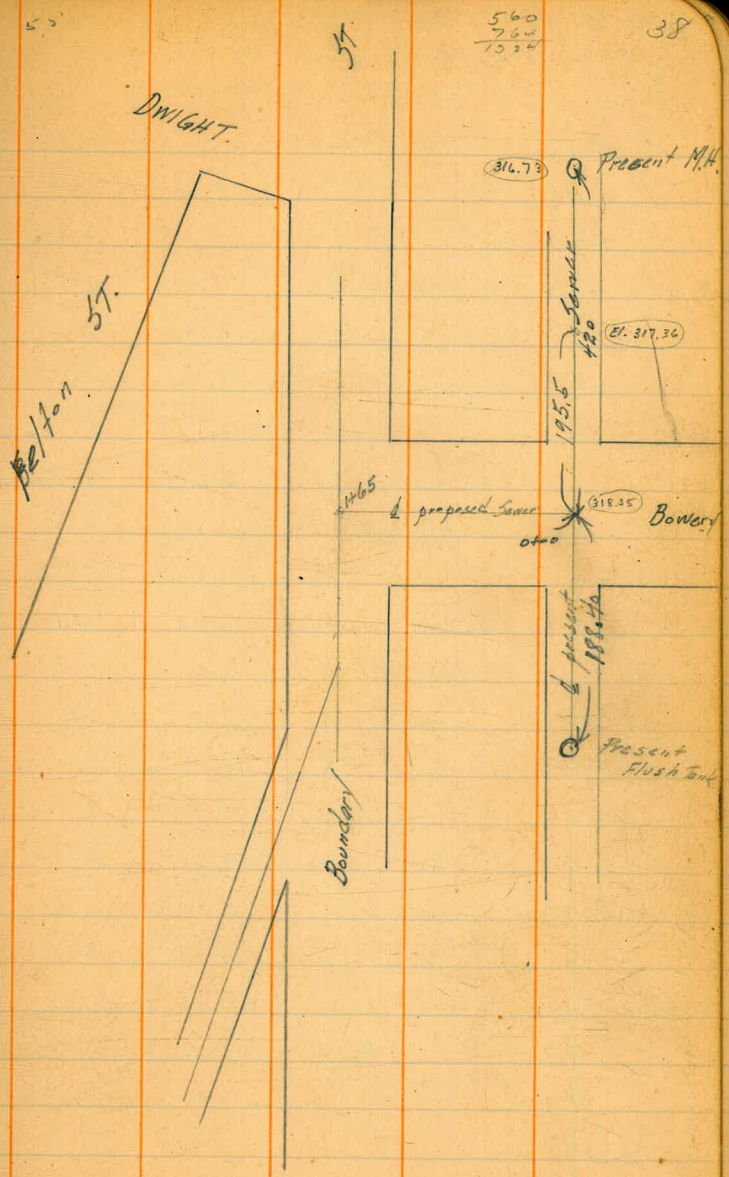 5.0
560
764
1324
38
ST.
DWIGHT.
316.73
Present M.H.
ST.
Belton
Sewer
420
El. 317.36
195.5
1+65
℄ proposed Sewer
318.35
Bowery
0+0
℄ present
188.40
Present
Flush Tank
Boundary